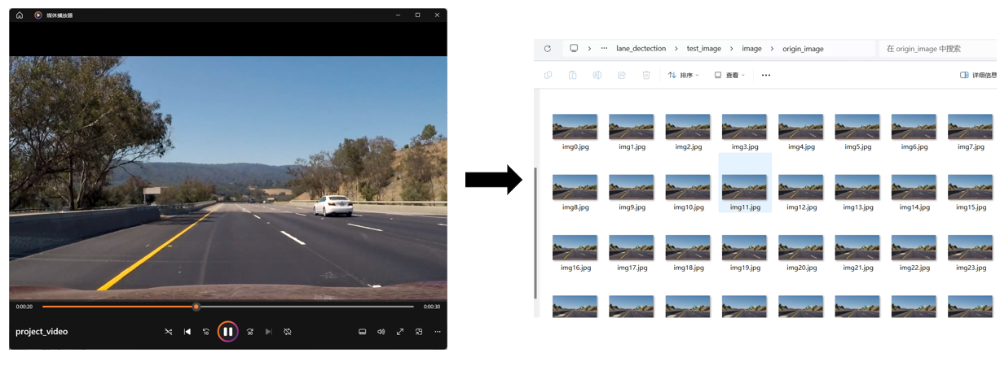 媒体播放器
0:00:20
0:00:30
project_video
10
30
… lane_dectection > test_image > image > origin_image
在 origin_image 中搜索
排序
查看
详细信息
img0.jpg img1.jpg img2.jpg img3.jpg img4.jpg img5.jpg img6.jpg img7.jpg
img8.jpg img9.jpg img10.jpg img11.jpg img12.jpg img13.jpg img14.jpg img15.jpg
img16.jpg img17.jpg img18.jpg img19.jpg img20.jpg img21.jpg img22.jpg img23.jpg